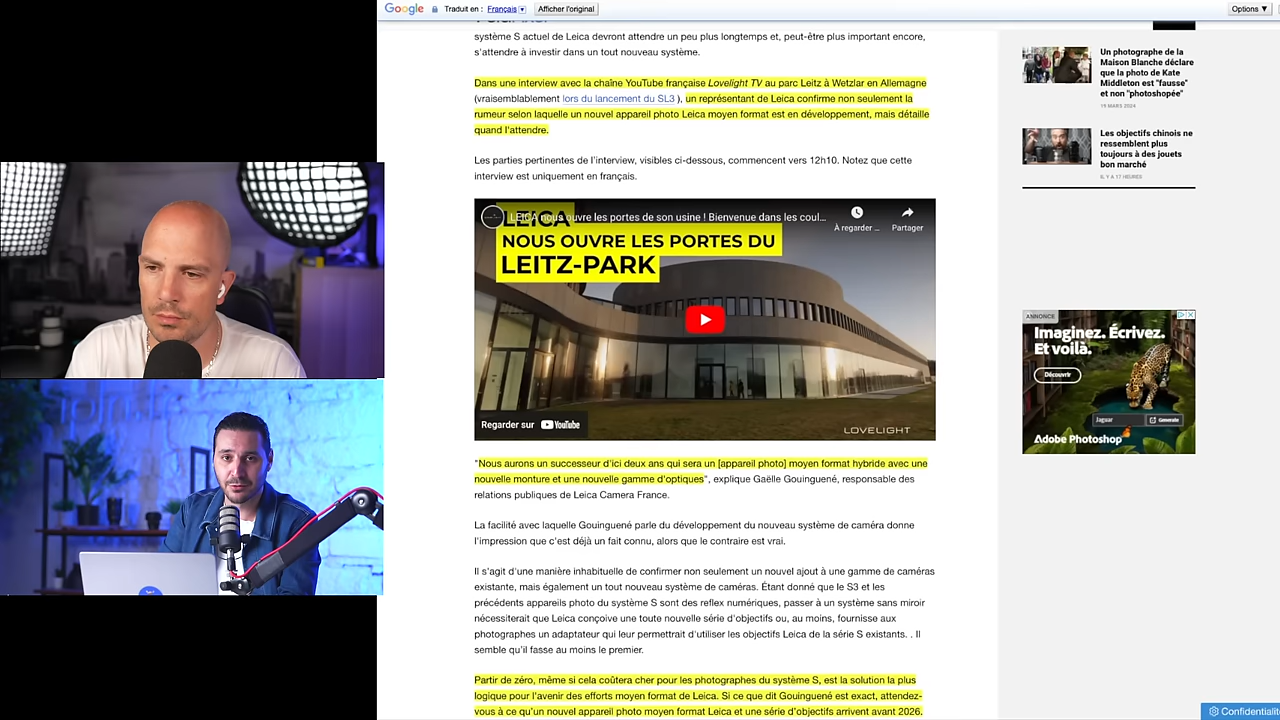 Google Traduit en : Français Afficher l'original Options ▼
système S actuel de Leica devront attendre un peu plus longtemps et, peut-être plus important encore,
s'attendre à investir dans un tout nouveau système.
Dans une interview avec la chaîne YouTube française Lovelight TV au parc Leitz à Wetzlar en Allemagne
(vraisemblablement lors du lancement du SL3 ), un représentant de Leica confirme non seulement la
rumeur selon laquelle un nouvel appareil photo Leica moyen format est en développement, mais détaille
quand l'attendre.
Les parties pertinentes de l'interview, visibles ci-dessous, commencent vers 12h10. Notez que cette
interview est uniquement en français.
LEICA nous ouvre les portes de son usine ! Bienvenue dans les coul...
À regarder ...
Partager
LEICA
NOUS OUVRE LES PORTES DU
LEITZ-PARK
Regarder sur YouTube
LOVELIGHT
"Nous aurons un successeur d'ici deux ans qui sera un [appareil photo] moyen format hybride avec une
nouvelle monture et une nouvelle gamme d'optiques", explique Gaëlle Gouinguené, responsable des
relations publiques de Leica Camera France.
La facilité avec laquelle Gouinguené parle du développement du nouveau système de caméra donne
l'impression que c'est déjà un fait connu, alors que le contraire est vrai.
Il s'agit d'une manière inhabituelle de confirmer non seulement un nouvel ajout à une gamme de caméras
existante, mais également un tout nouveau système de caméras. Étant donné que le S3 et les
précédents appareils photo du système S sont des reflex numériques, passer à un système sans miroir
nécessiterait que Leica conçoive une toute nouvelle série d'objectifs ou, au moins, fournisse aux
photographes un adaptateur qui leur permettrait d'utiliser les objectifs Leica de la série S existants. . Il
semble qu'il fasse au moins le premier.
Partir de zéro, même si cela coûtera cher pour les photographes du système S, est la solution la plus
logique pour l'avenir des efforts moyen format de Leica. Si ce que dit Gouinguené est exact, attendez-
vous à ce qu'un nouvel appareil photo moyen format Leica et une série d'objectifs arrivent avant 2026.
Un photographe de la
Maison Blanche déclare
que la photo de Kate
Middleton est "fausse"
et non "photoshopée"
19 MARS 2024
Les objectifs chinois ne
ressemblent plus
toujours à des jouets
bon marché
IL Y A 17 HEURES
ANNONCE
Imaginez. Écrivez.
Et voilà.
Découvrir
Jaguar
Generate
Adobe Photoshop
Confidentialit